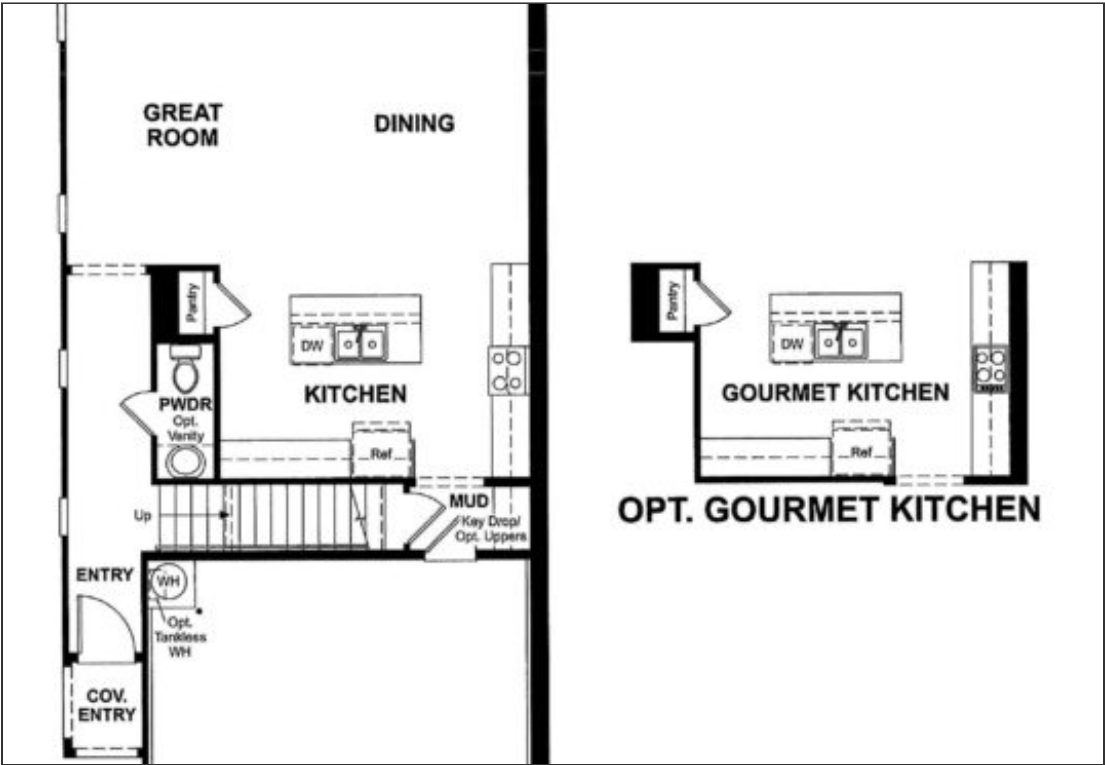 GREAT
ROOM
DINING
Pantry
DW
KITCHEN
PWDR
Opt.
Vanity
Ref
Up
MUD
Key Drop/
Opt. Uppers
ENTRY
WH
Opt.
Tankless
WH
COV.
ENTRY
Pantry
DW
GOURMET KITCHEN
Ref
OPT. GOURMET KITCHEN